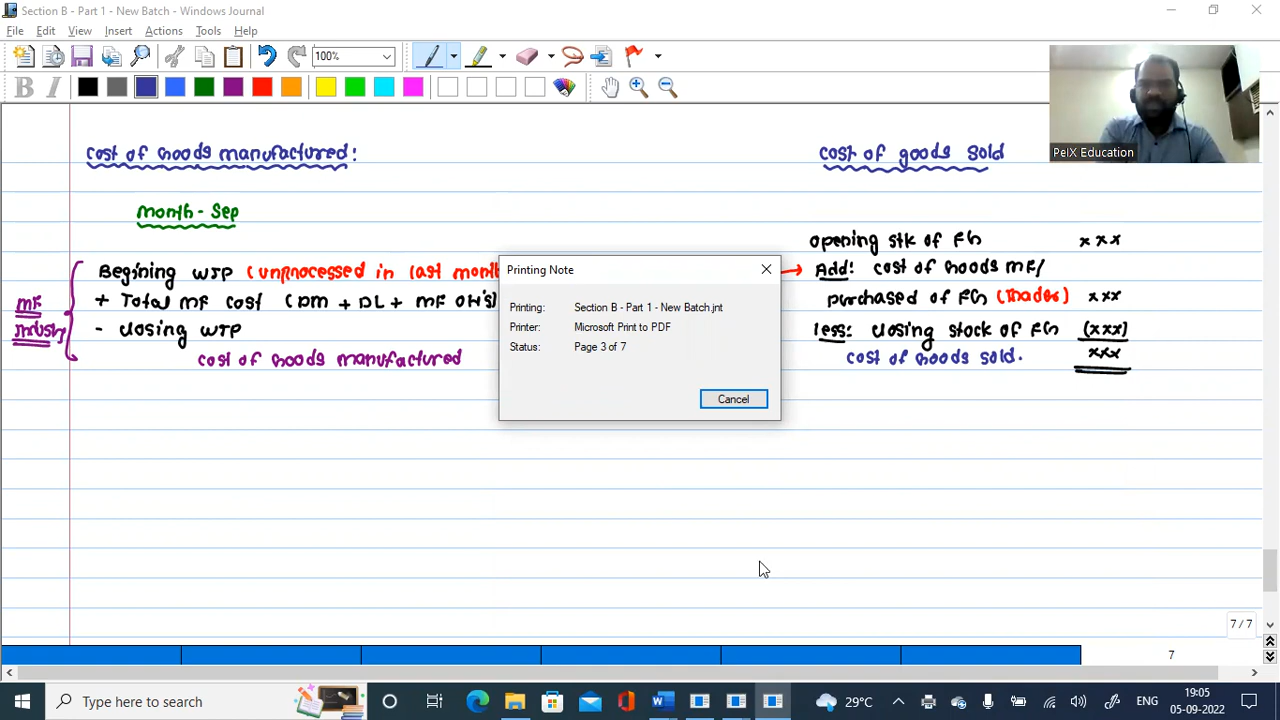 Section B - Part 1 - New Batch - Windows Journal
File Edit View Insert Actions Tools Help
100%
B I
PelX Education
cost of Goods manufactured:
cost of goods sold
month - Sep
opening stk of FG xxx
Begining WIP (unprocessed in last month
Add: cost of Goods MF/
+ Total MF cost (DM + DL + MF OH's)
purchased of FG (Trader) xxx
MF
- closing WIP
less: closing stock of FG (xxx)
cost of Goods manufactured
cost of Goods sold. xxx
Printing Note
Printing: Section B - Part 1 - New Batch.jnt
Printer: Microsoft Print to PDF
Status: Page 3 of 7
Cancel
7 / 7
7
Type here to search
29°C
ENG
19:05
05-09-2022